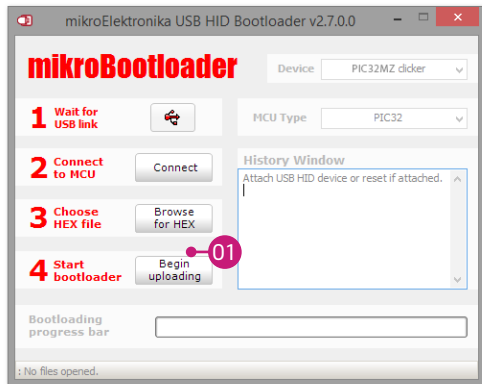 mikroElektronika USB HID Bootloader v2.7.0.0
mikroBootloader
Device
PIC32MZ clicker
1 Wait for
USB link
MCU Type
PIC32
2 Connect
to MCU
Connect
History Window
Attach USB HID device or reset if attached.
3 Choose
HEX file
Browse
for HEX
01
4 Start
bootloader
Begin
uploading
Bootloading
progress bar
: No files opened.